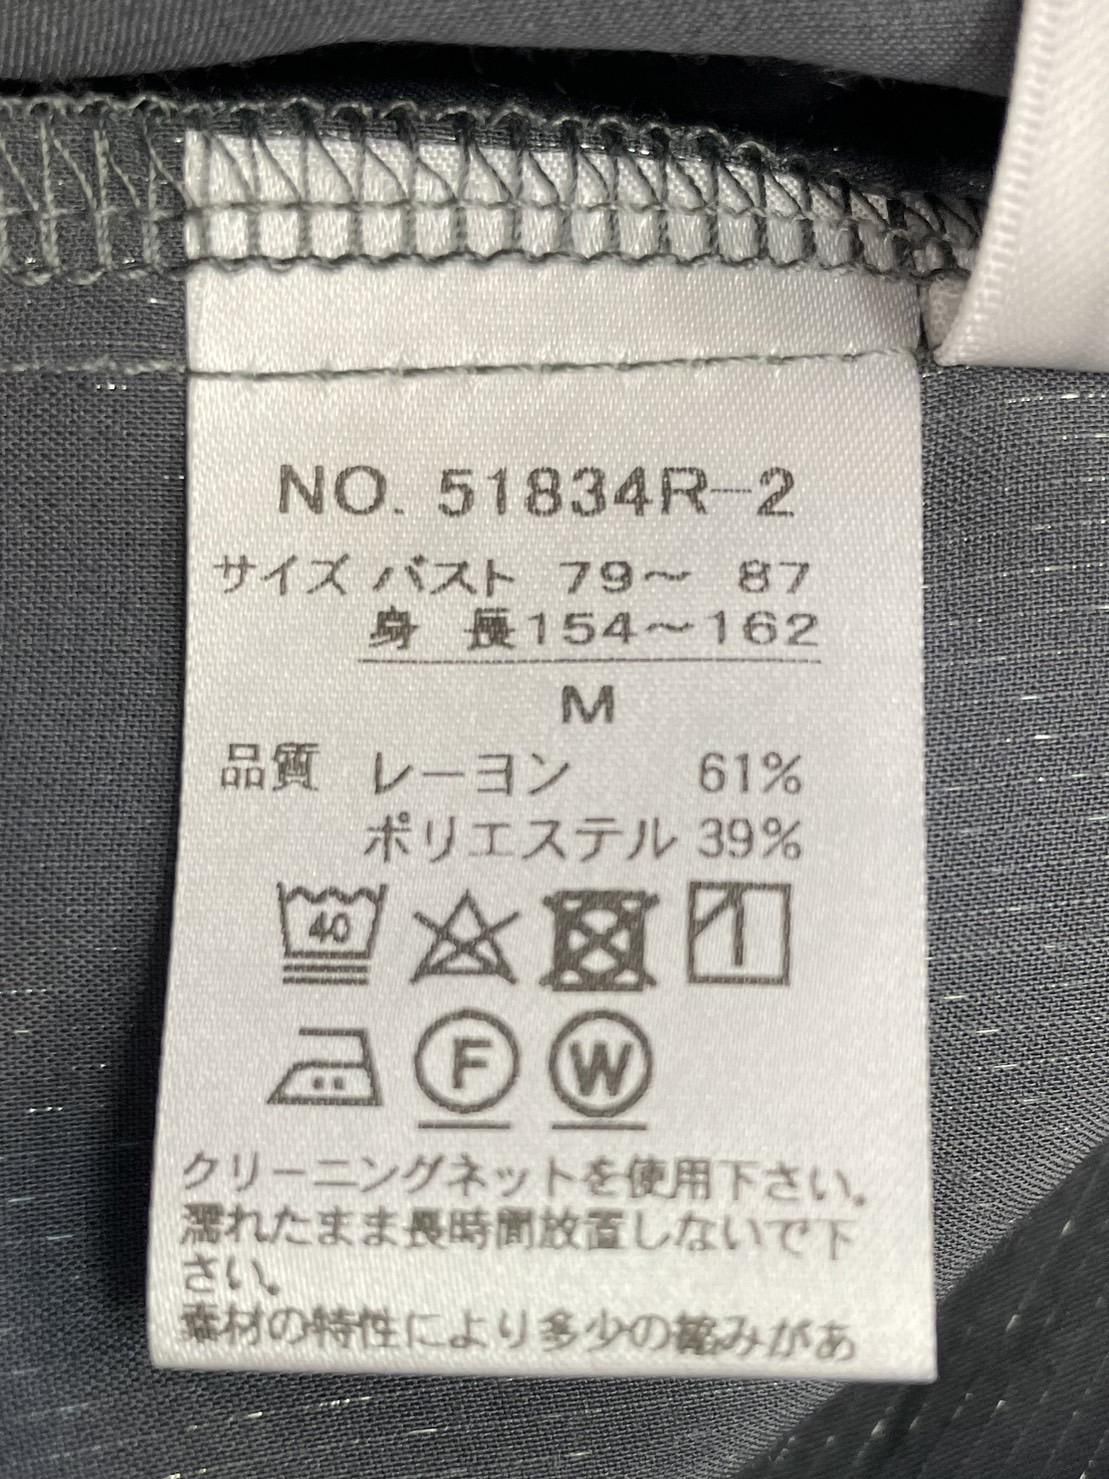 NO. 51834R-2
サイズ バスト 79～ 87
身 長154～162
M
品質 レーヨン 61%
ポリエステル 39%
40
F W
クリーニングネットを使用下さい。
濡れたまま長時間放置しないで下
さい。
素材の特性により多少の縮みがあ